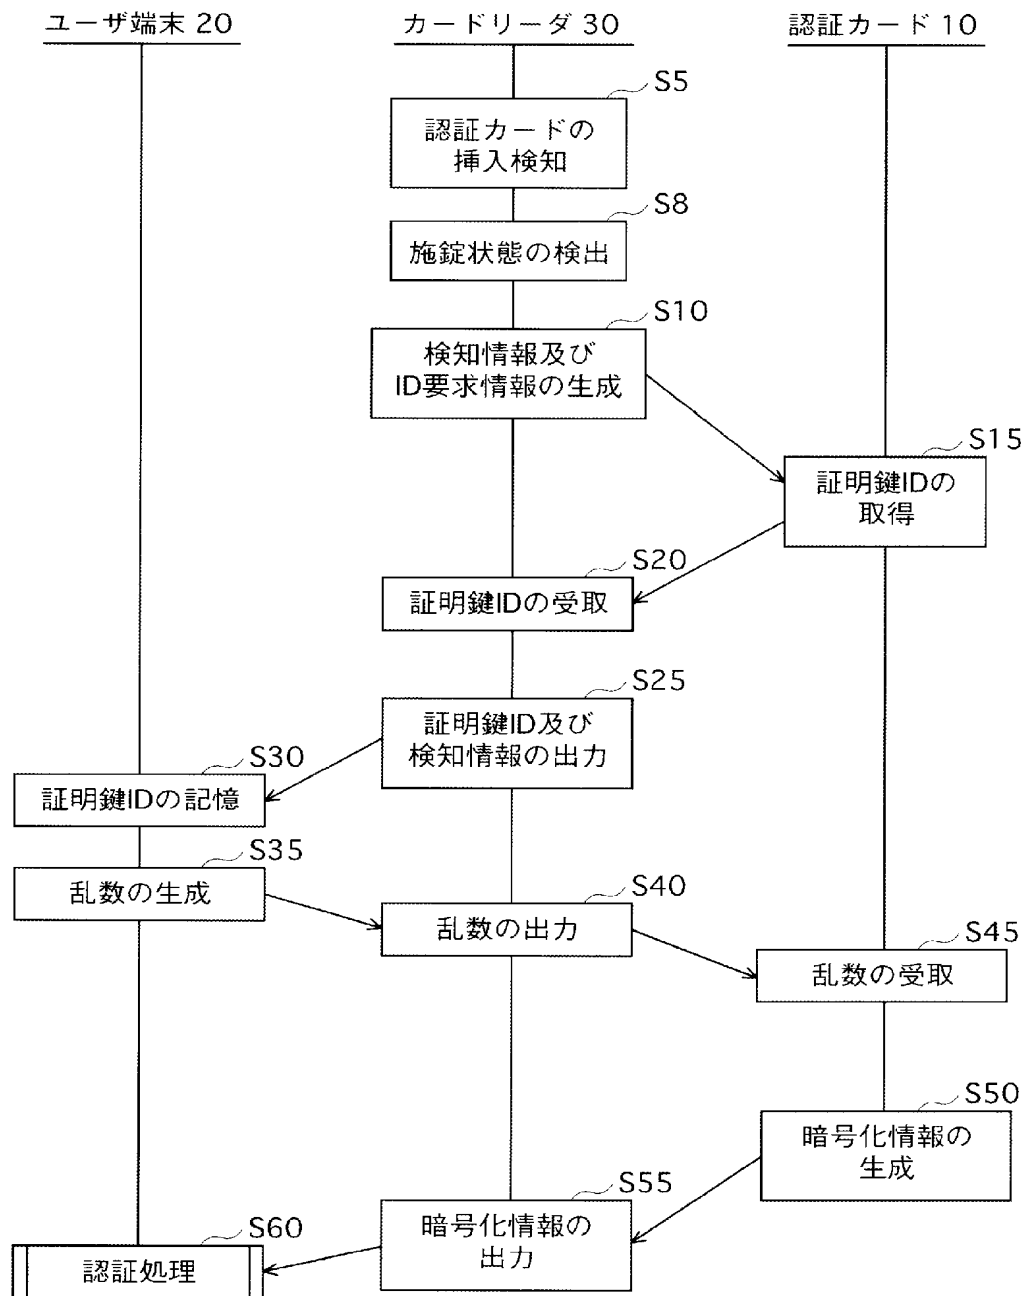 ユーザ端末 20
カードリーダ 30
認証カード 10
S5
認証カードの
挿入検知
S8
施錠状態の検出
S10
検知情報及び
ID要求情報の生成
S15
証明鍵IDの
取得
S20
証明鍵IDの受取
S25
証明鍵ID及び
検知情報の出力
S30
証明鍵IDの記憶
S35
乱数の生成
S40
乱数の出力
S45
乱数の受取
S50
暗号化情報の
生成
S55
暗号化情報の
出力
S60
認証処理